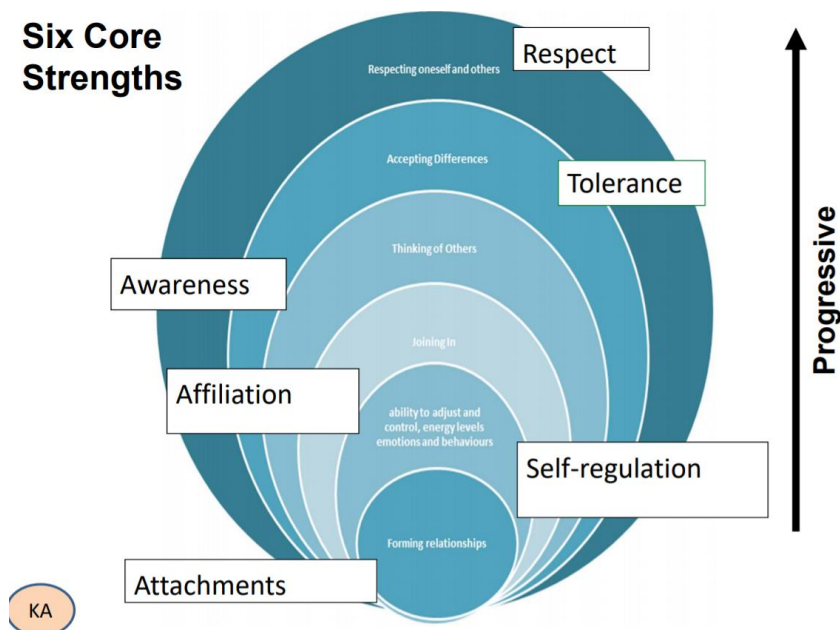 Six Core
Strengths
Respect
Respecting oneself and others
Accepting Differences
Tolerance
Thinking of Others
Awareness
Joining In
Affiliation
ability to adjust and
control, energy levels
emotions and behaviours
Self-regulation
Forming relationships
Attachments
Progressive
KA